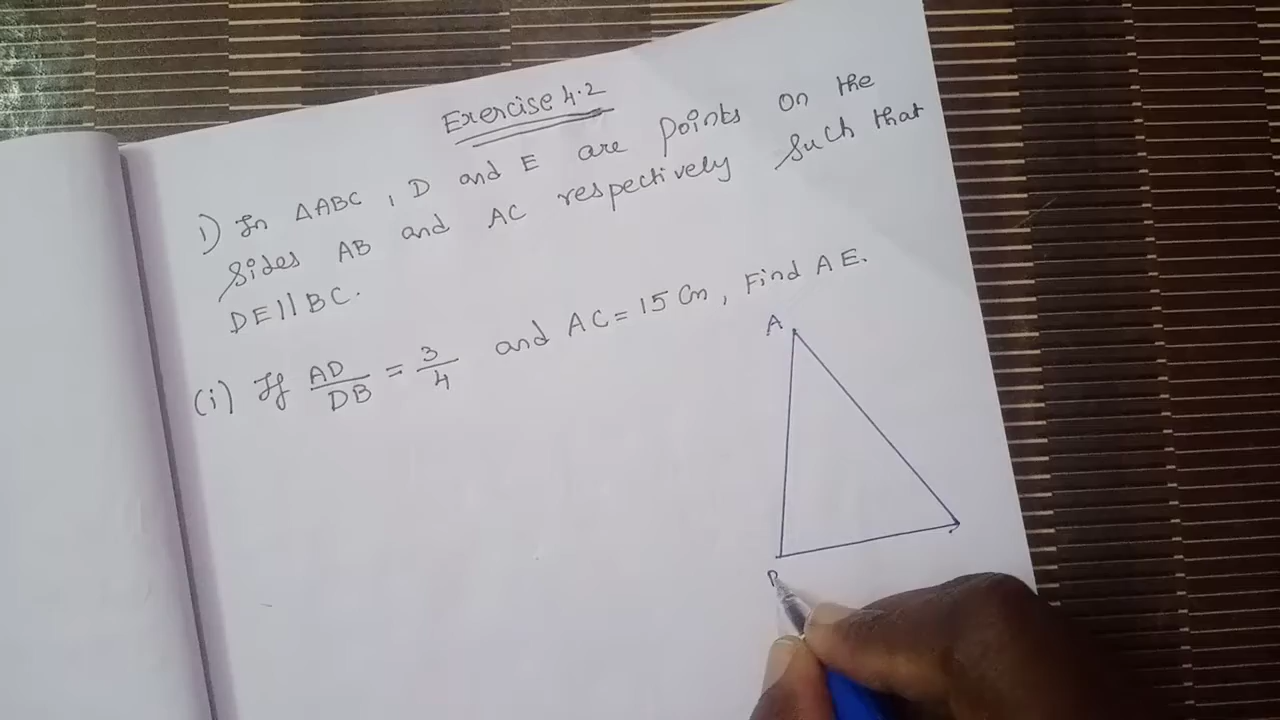 Exercise 4.2
1) In ΔABC, D and E are points on the
sides AB and AC respectively such that
DE||BC.
(i) If AD/DB = 3/4 and AC = 15 Cm, Find AE.
A